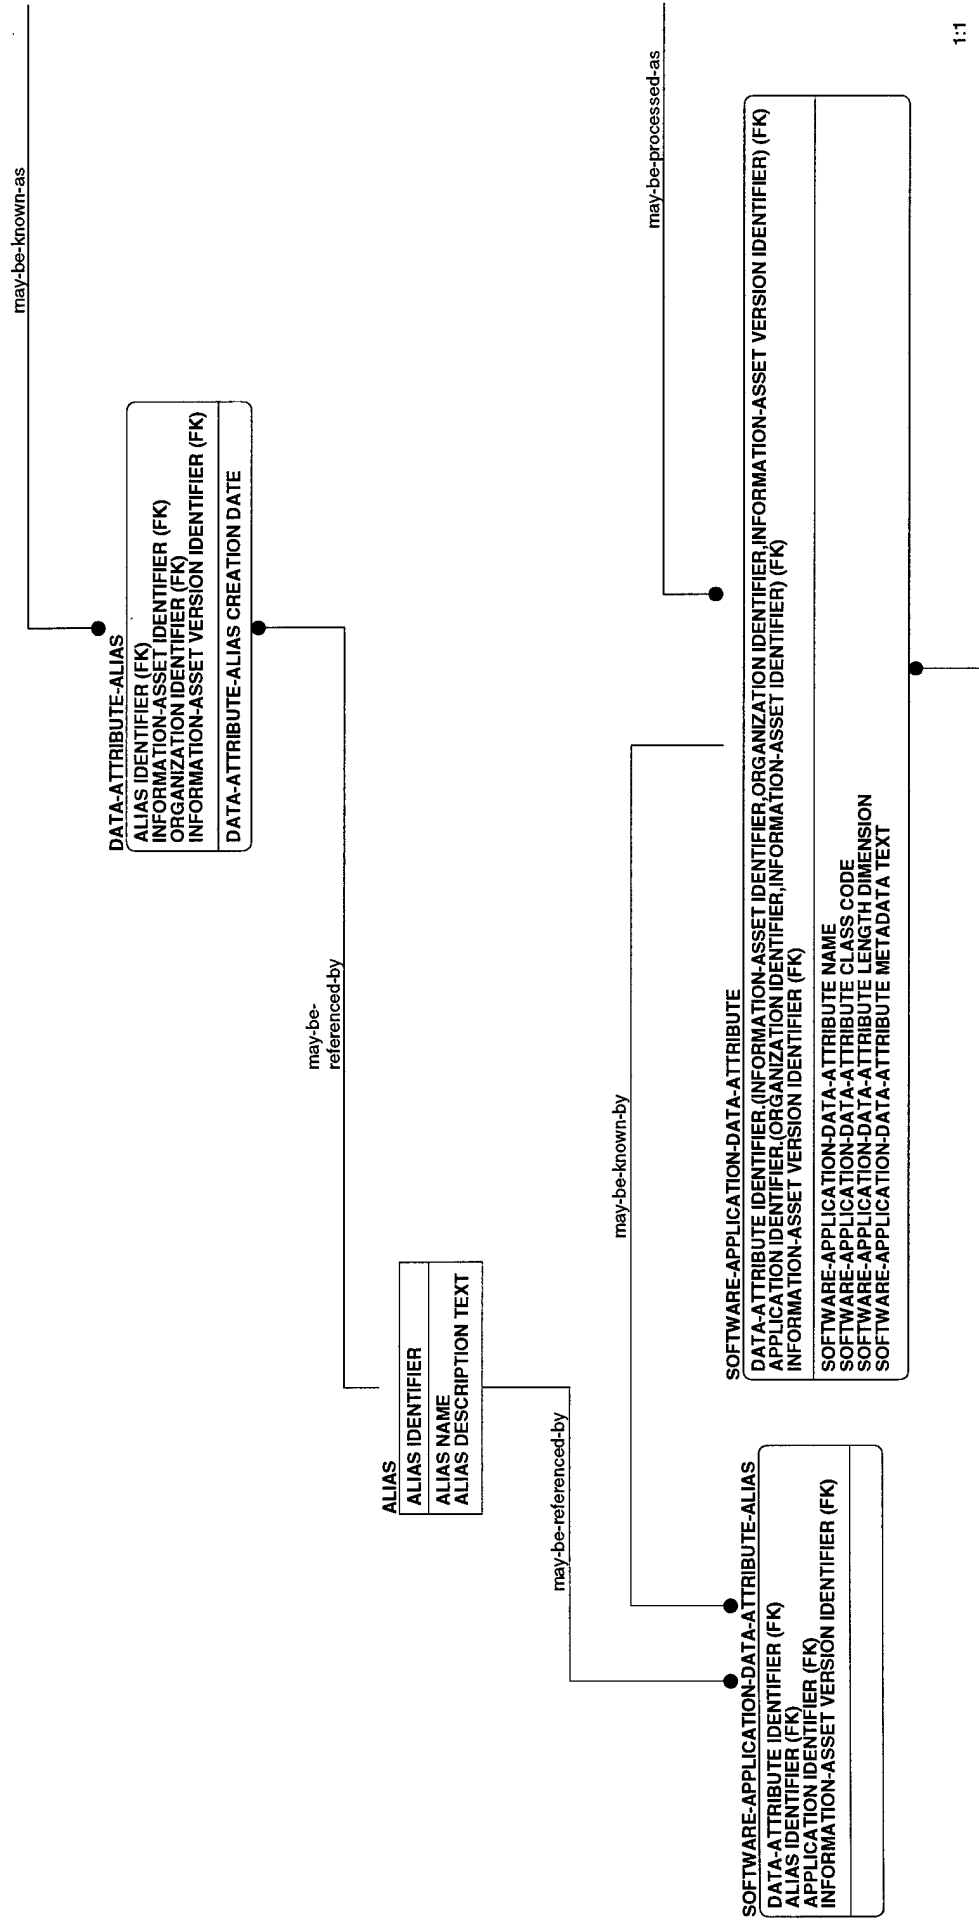 may-be-known-as
DATA-ATTRIBUTE-ALIAS
ALIAS IDENTIFIER (FK)
INFORMATION-ASSET IDENTIFIER (FK)
ORGANIZATION IDENTIFIER (FK)
INFORMATION-ASSET VERSION IDENTIFIER (FK)
DATA-ATTRIBUTE-ALIAS CREATION DATE
may-be-
referenced-by
ALIAS
ALIAS IDENTIFIER
ALIAS NAME
ALIAS DESCRIPTION TEXT
may-be-referenced-by
may-be-known-by
may-be-processed-as
SOFTWARE-APPLICATION-DATA-ATTRIBUTE-ALIAS
DATA-ATTRIBUTE IDENTIFIER (FK)
ALIAS IDENTIFIER (FK)
APPLICATION IDENTIFIER (FK)
INFORMATION-ASSET VERSION IDENTIFIER (FK)
SOFTWARE-APPLICATION-DATA-ATTRIBUTE
DATA-ATTRIBUTE IDENTIFIER.(INFORMATION-ASSET IDENTIFIER,ORGANIZATION IDENTIFIER,INFORMATION-ASSET VERSION IDENTIFIER) (FK)
APPLICATION IDENTIFIER.(ORGANIZATION IDENTIFIER,INFORMATION-ASSET IDENTIFIER) (FK)
INFORMATION-ASSET VERSION IDENTIFIER (FK)
SOFTWARE-APPLICATION-DATA-ATTRIBUTE NAME
SOFTWARE-APPLICATION-DATA-ATTRIBUTE CLASS CODE
SOFTWARE-APPLICATION-DATA-ATTRIBUTE LENGTH DIMENSION
SOFTWARE-APPLICATION-DATA-ATTRIBUTE METADATA TEXT
1:1